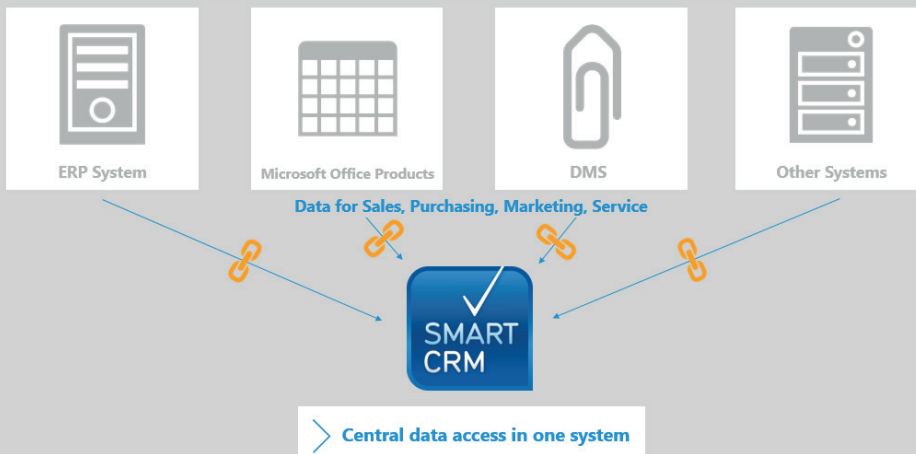 ERP System
Microsoft Office Products
DMS
Other Systems
Data for Sales, Purchasing, Marketing, Service
SMART
CRM
Central data access in one system